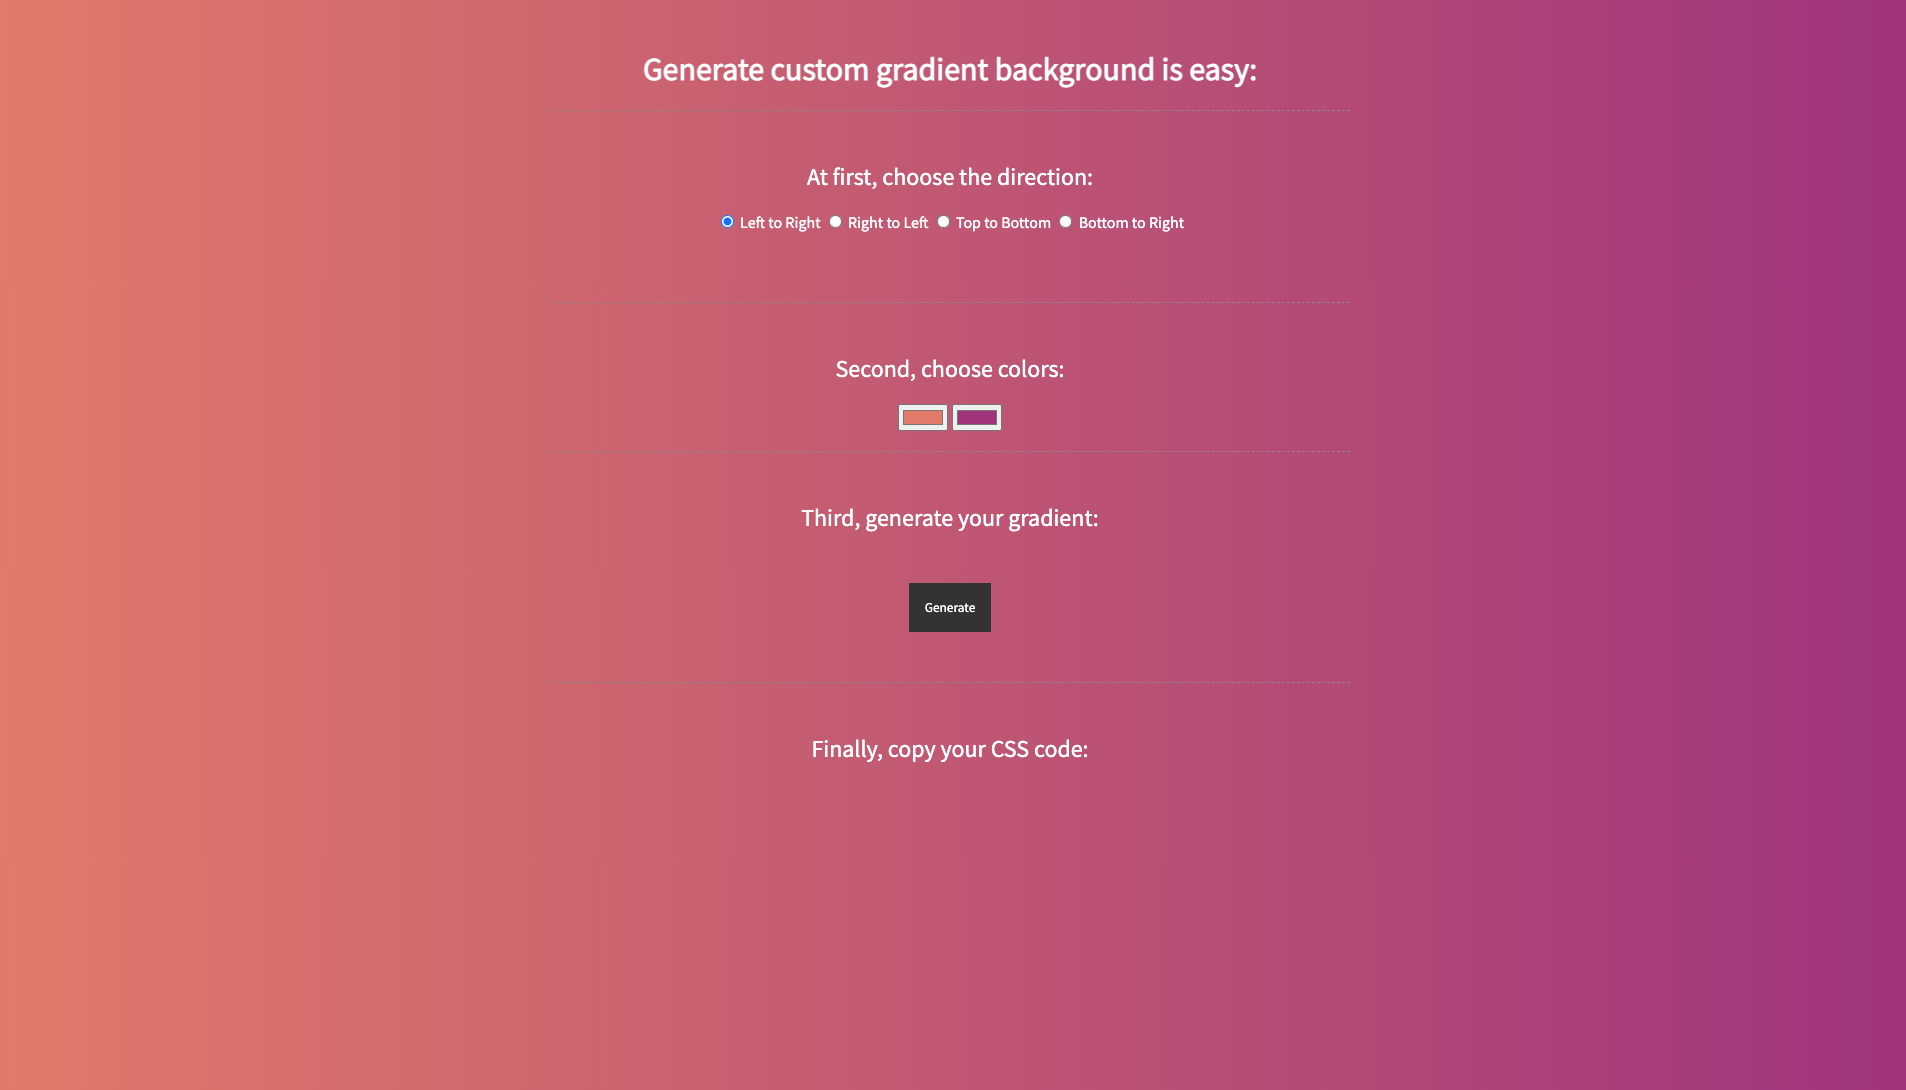 Generate custom gradient background is easy:
At first, choose the direction:
Left to Right Right to Left Top to Bottom Bottom to Right
Second, choose colors:
Third, generate your gradient:
Generate
Finally, copy your CSS code: